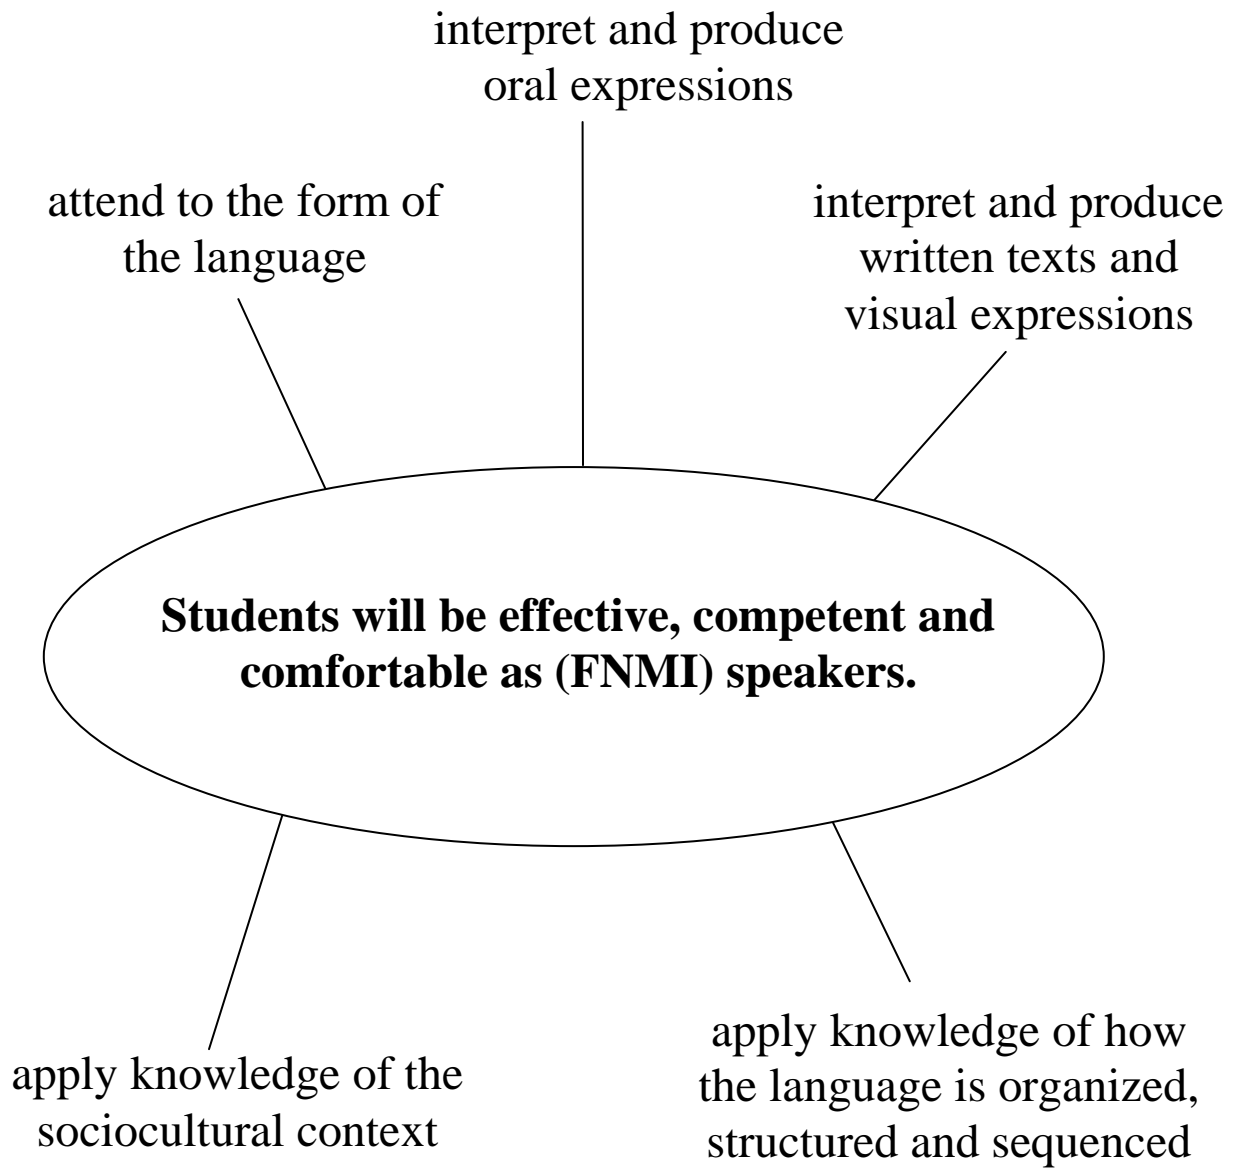 interpret and produce
oral expressions
attend to the form of
the language
interpret and produce
written texts and
visual expressions
Students will be effective, competent and
comfortable as (FNMI) speakers.
apply knowledge of the
sociocultural context
apply knowledge of how
the language is organized,
structured and sequenced